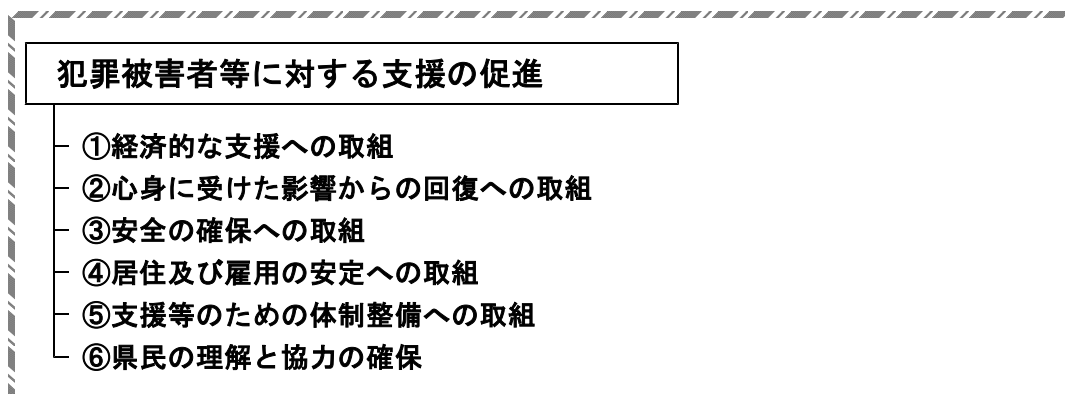 犯罪被害者等に対する支援の促進
①経済的な支援への取組
②心身に受けた影響からの回復への取組
③安全の確保への取組
④居住及び雇用の安定への取組
⑤支援等のための体制整備への取組
⑥県民の理解と協力の確保